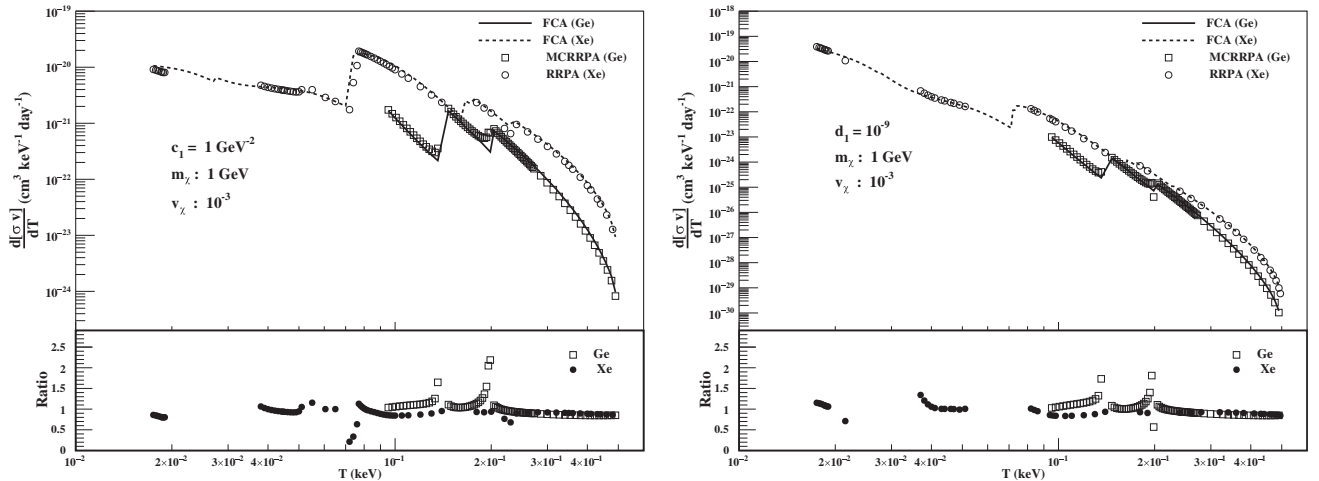 10⁻¹⁹
10⁻²⁰
10⁻²¹
10⁻²¹
10⁻²²
10⁻²³
10⁻²⁴
d[σ v]/dT (cm³ keV⁻¹ day⁻¹)
FCA (Ge)
FCA (Xe)
MCRRPA (Ge)
RRPA (Xe)
c₁ = 1 GeV⁻²
mχ : 1 GeV
vχ : 10⁻³
2.5
2
1.5
1
0.5
0
Ratio
Ge
Xe
10⁻² 2×10⁻² 3×10⁻² 4×10⁻² 10⁻¹ 2×10⁻¹ 3×10⁻¹ 4×10⁻¹
T (keV)
10⁻¹⁸
10⁻¹⁹
10⁻²⁰
10⁻²¹
10⁻²²
10⁻²³
10⁻²⁴
10⁻²⁵
10⁻²⁶
10⁻²⁷
10⁻²⁸
10⁻²⁹
10⁻³⁰
d[σ v]/dT (cm³ keV⁻¹ day⁻¹)
FCA (Ge)
FCA (Xe)
MCRRPA (Ge)
RRPA (Xe)
d₁ = 10⁻⁹
mχ : 1 GeV
vχ : 10⁻³
2.5
2
1.5
1
0.5
0
Ratio
Ge
Xe
10⁻² 2×10⁻² 3×10⁻² 4×10⁻² 10⁻¹ 2×10⁻¹ 3×10⁻¹ 4×10⁻¹
T (keV)